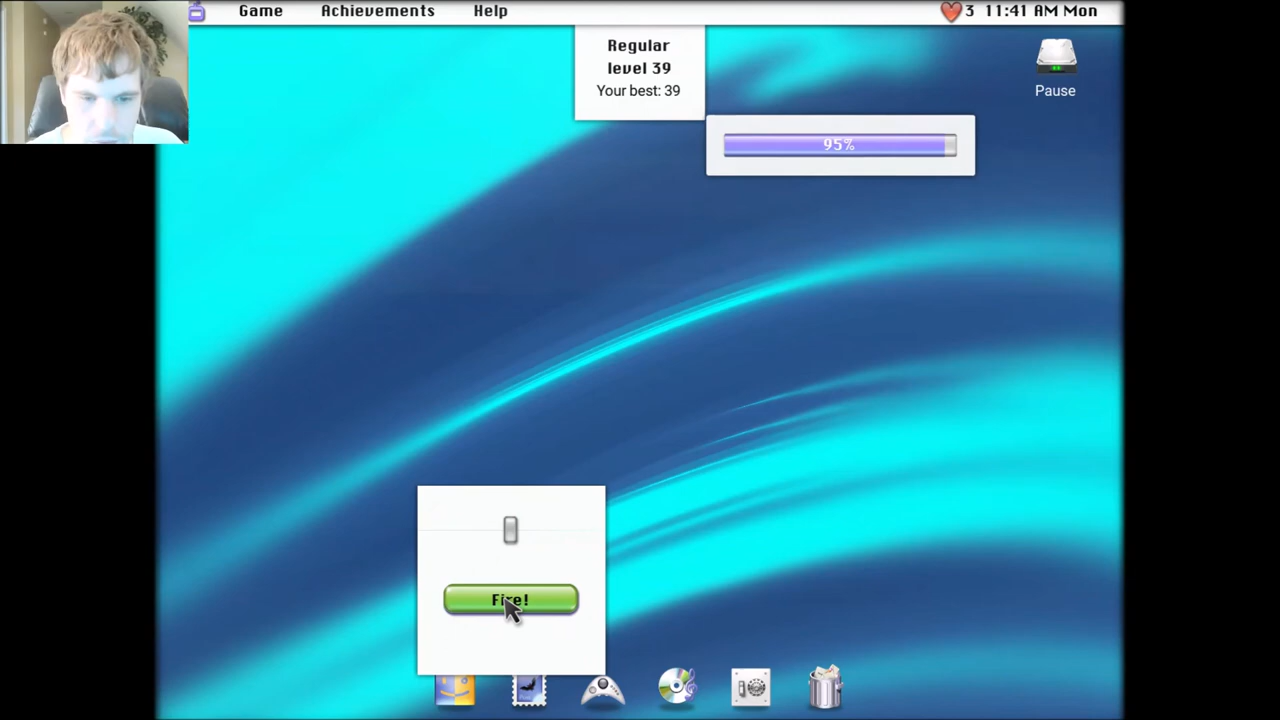 Game Achievements Help 3 11:41 AM Mon
Regular
level 39
Your best: 39
Pause
95%
Fire!